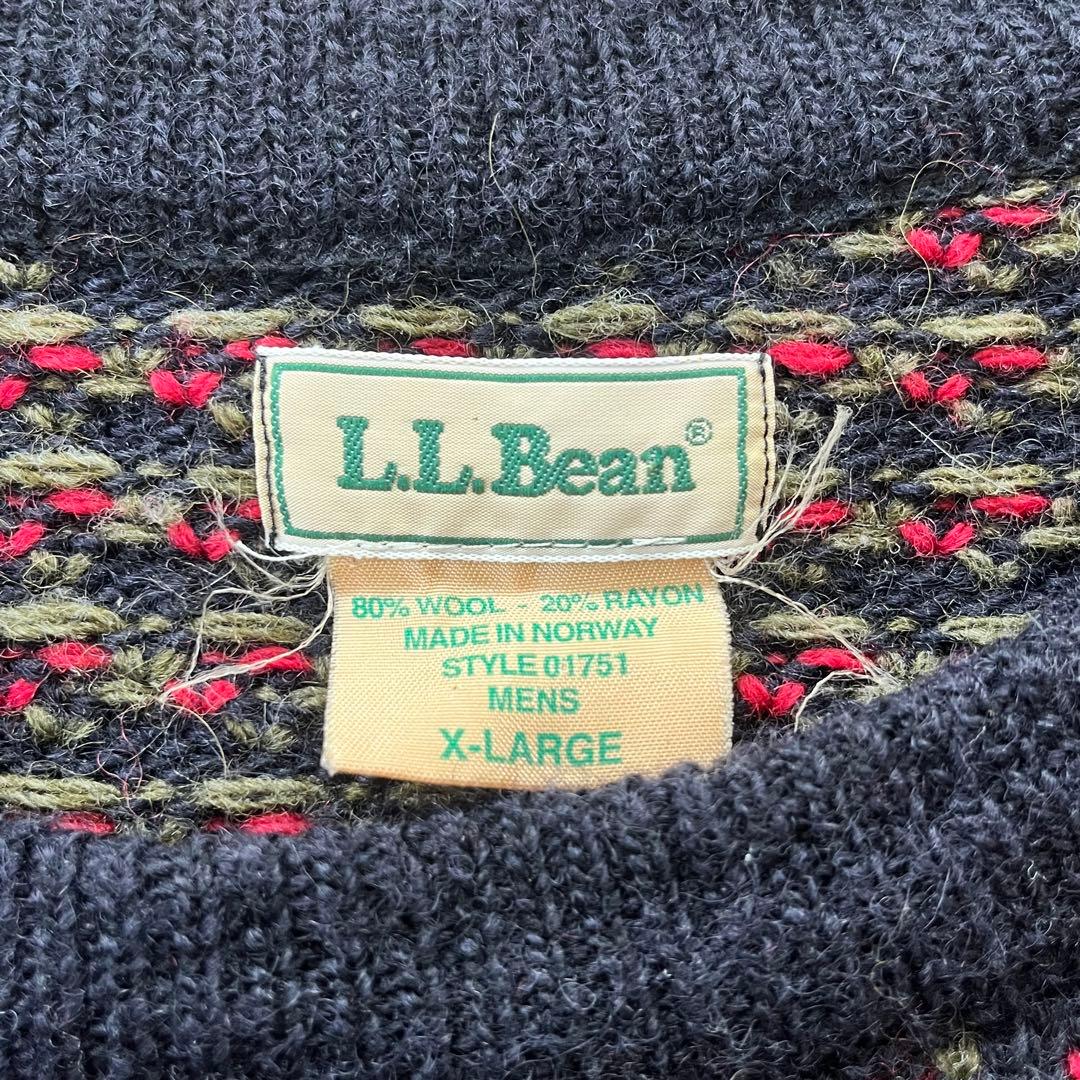 L.L.Bean®
80% WOOL - 20% RAYON
MADE IN NORWAY
STYLE 01751
MENS
X-LARGE